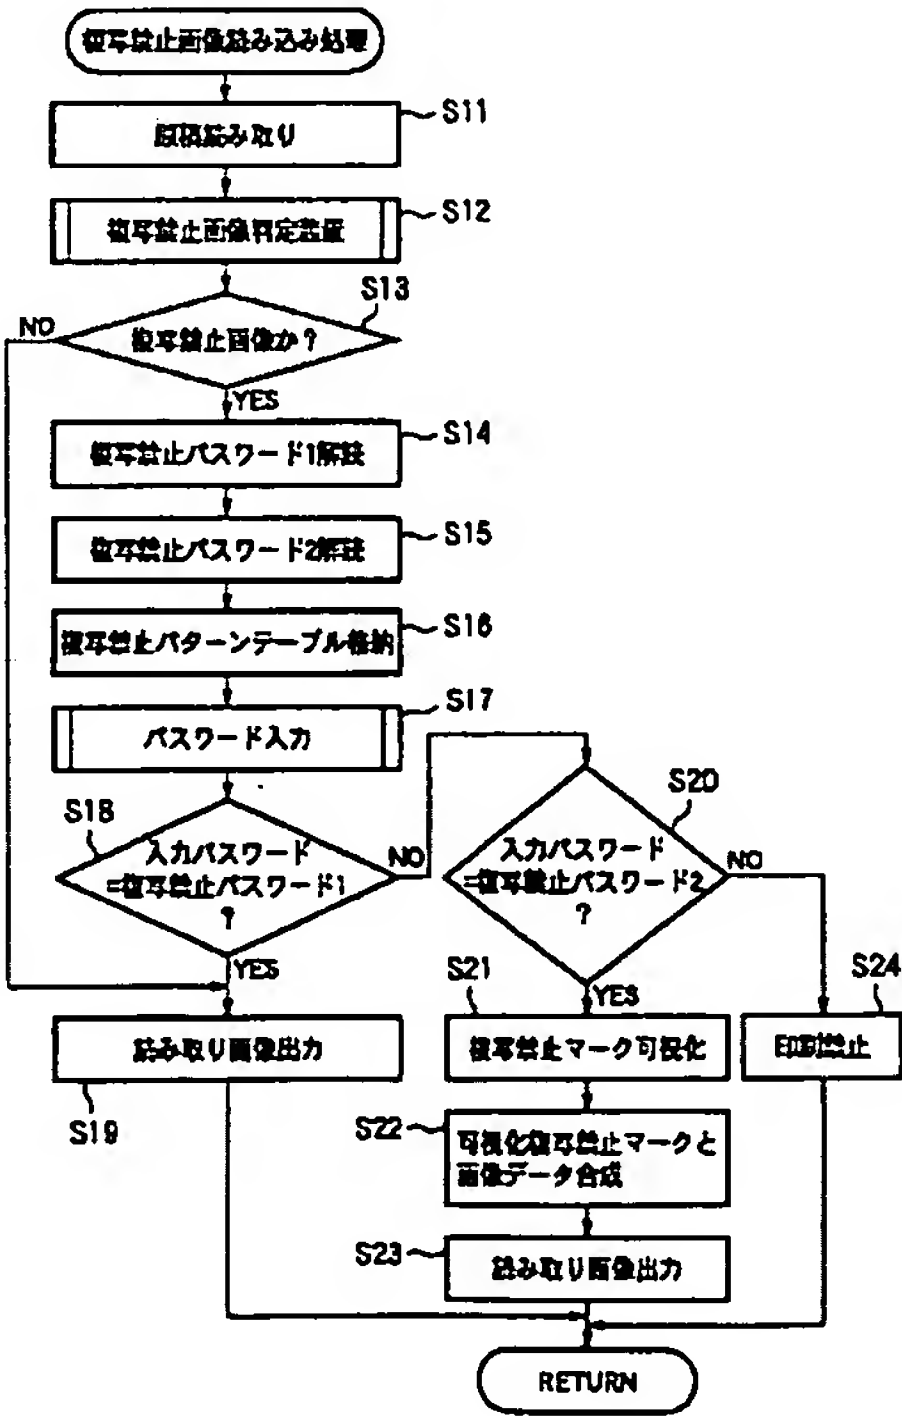 複写禁止画像読み込み処理
S11
原稿読み取り
S12
複写禁止画像判定装置
S13
NO
複写禁止画像か?
YES
S14
複写禁止パスワード1解読
S15
複写禁止パスワード2解読
S16
複写禁止パターンテーブル格納
S17
パスワード入力
S18
入力パスワード
=複写禁止パスワード1
?
NO
YES
S20
入力パスワード
=複写禁止パスワード2
?
NO
YES
S19
読み取り画像出力
S21
複写禁止マーク可視化
S24
印刷禁止
S22
可視化複写禁止マークと
画像データ合成
S23
読み取り画像出力
RETURN